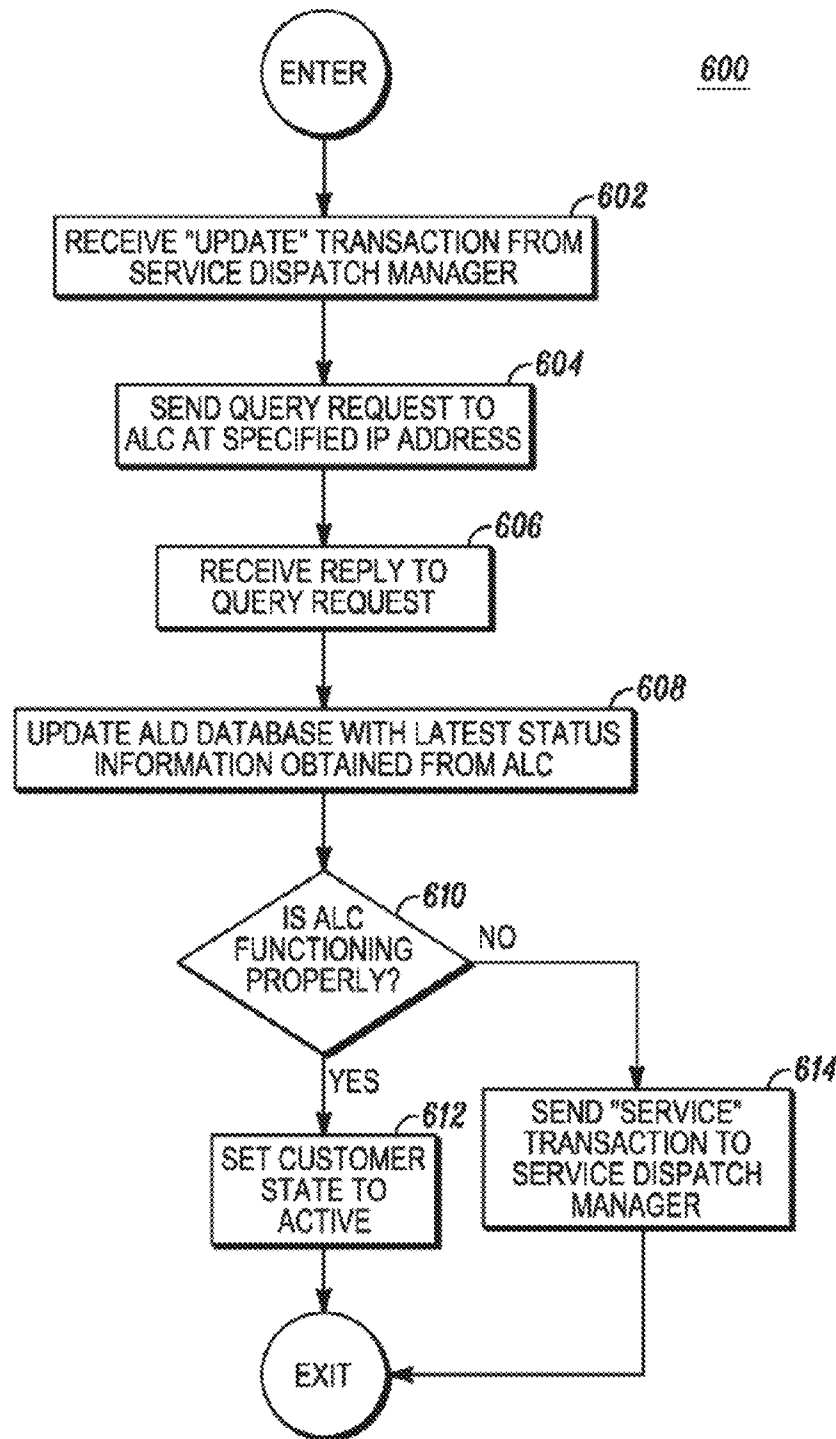 ENTER
600
602
RECEIVE "UPDATE" TRANSACTION FROM
SERVICE DISPATCH MANAGER
604
SEND QUERY REQUEST TO
ALC AT SPECIFIED IP ADDRESS
606
RECEIVE REPLY TO
QUERY REQUEST
608
UPDATE ALD DATABASE WITH LATEST STATUS
INFORMATION OBTAINED FROM ALC
610
IS ALC
FUNCTIONING
PROPERLY?
NO
YES
612
SET CUSTOMER
STATE TO
ACTIVE
614
SEND "SERVICE"
TRANSACTION TO
SERVICE DISPATCH
MANAGER
EXIT